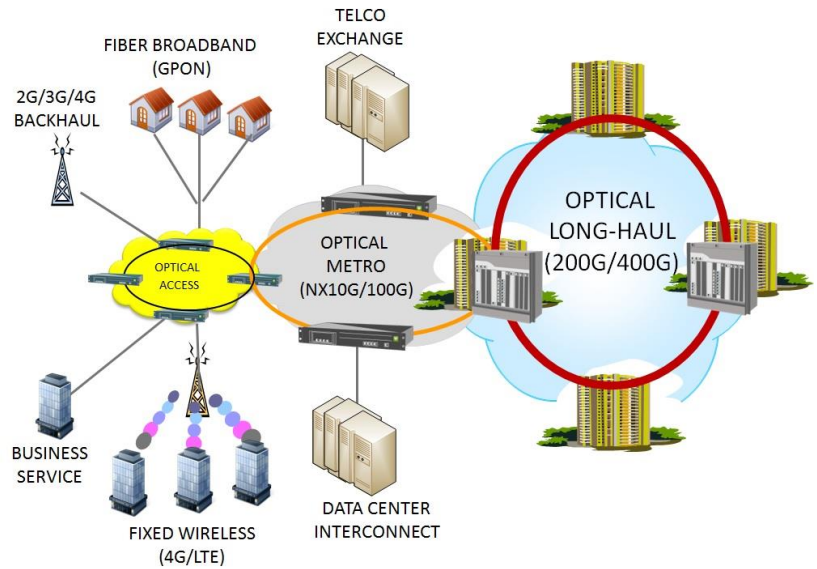 TELCO
EXCHANGE
FIBER BROADBAND
(GPON)
2G/3G/4G
BACKHAUL
OPTICAL
LONG-HAUL
(200G/400G)
OPTICAL
METRO
(NX10G/100G)
OPTICAL
ACCESS
BUSINESS
SERVICE
FIXED WIRELESS
(4G/LTE)
DATA CENTER
INTERCONNECT